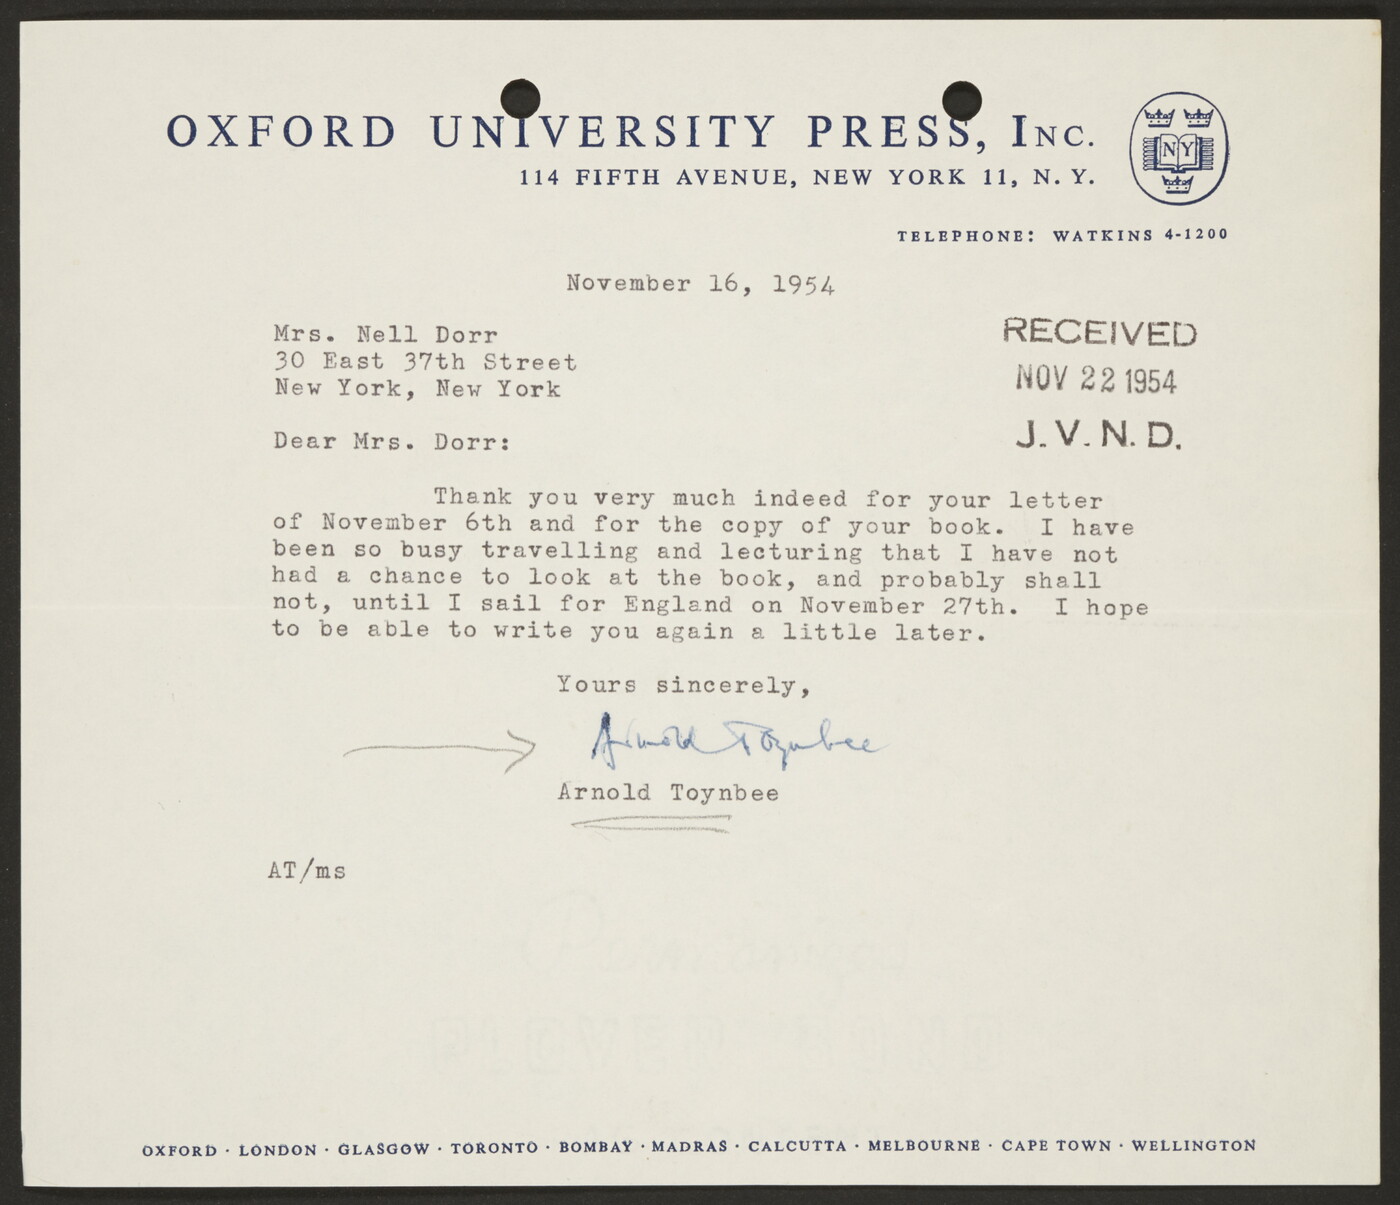 OXFORD UNIVERSITY PRESS, INC.
114 FIFTH AVENUE, NEW YORK 11, N. Y.
N Y
TELEPHONE: WATKINS 4-1200
November 16, 1954
Mrs. Nell Dorr
30 East 37th Street
New York, New York
RECEIVED
NOV 22 1954
J. V. N. D.
Dear Mrs. Dorr:
Thank you very much indeed for your letter
of November 6th and for the copy of your book. I have
been so busy travelling and lecturing that I have not
had a chance to look at the book, and probably shall
not, until I sail for England on November 27th. I hope
to be able to write you again a little later.
Yours sincerely,
Arnold Toynbee
Arnold Toynbee
AT/ms
OXFORD · LONDON · GLASGOW · TORONTO · BOMBAY · MADRAS · CALCUTTA · MELBOURNE · CAPE TOWN · WELLINGTON